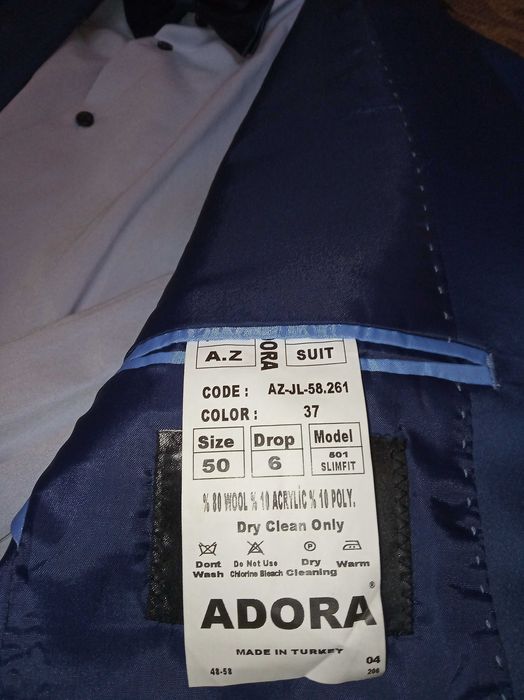 A.Z ADORA SUIT
CODE : AZ-JL-58.261
COLOR : 37
Size Drop Model
50 6 501 SLIMFIT
% 80 WOOL % 10 ACRYLİC % 10 POLY.
Dry Clean Only
Dont Wash Do Not Use Chlorine Bleach Dry Cleaning Warm
ADORA ®
MADE IN TURKEY
48-58 04
206